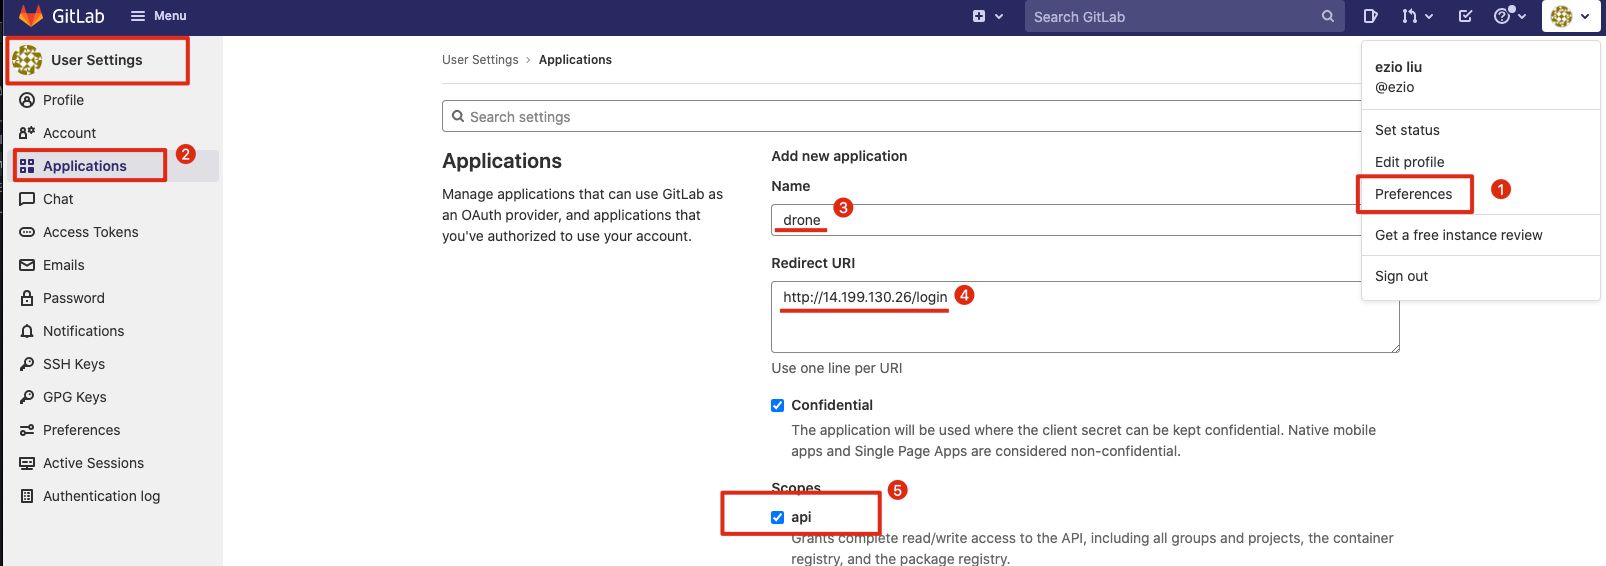 GitLab
Menu
Search GitLab
User Settings
Profile
Account
Applications
2
Chat
Access Tokens
Emails
Password
Notifications
SSH Keys
GPG Keys
Preferences
Active Sessions
Authentication log
User Settings › Applications
Search settings
Applications
Manage applications that can use GitLab as
an OAuth provider, and applications that
you've authorized to use your account.
Add new application
Name
drone
3
Redirect URI
http://14.199.130.26/login
4
Use one line per URI
Confidential
The application will be used where the client secret can be kept confidential. Native mobile
apps and Single Page Apps are considered non-confidential.
Scopes
5
api
Grants complete read/write access to the API, including all groups and projects, the container
registry, and the package registry.
ezio liu
@ezio
Set status
Edit profile
Preferences
1
Get a free instance review
Sign out